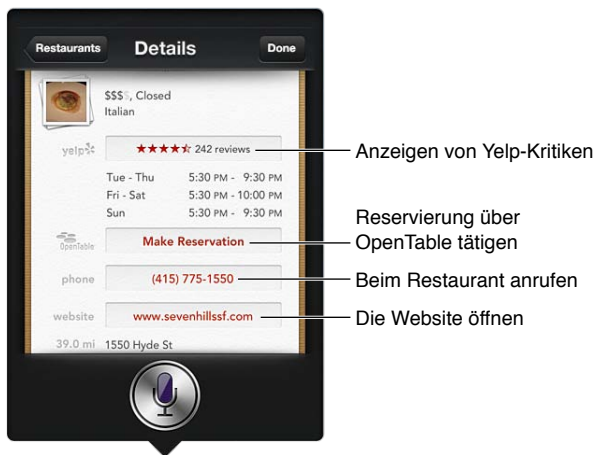 Restaurants Details Done
$$$$, Closed
Italian
yelp 242 reviews Anzeigen von Yelp-Kritiken
Tue - Thu 5:30 PM - 9:30 PM
Fri - Sat 5:30 PM - 10:00 PM
Sun 5:30 PM - 9:30 PM
OpenTable Make Reservation Reservierung über
OpenTable tätigen
phone (415) 775-1550 Beim Restaurant anrufen
website www.sevenhillssf.com Die Website öffnen
39.0 mi 1550 Hyde St